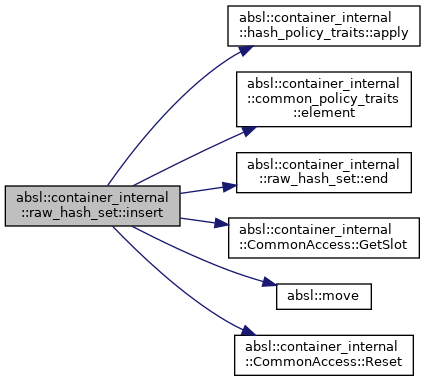 absl::container_internal
::raw_hash_set::insert
absl::container_internal
::hash_policy_traits::apply
absl::container_internal
::common_policy_traits
::element
absl::container_internal
::raw_hash_set::end
absl::container_internal
::CommonAccess::GetSlot
absl::move
absl::container_internal
::CommonAccess::Reset